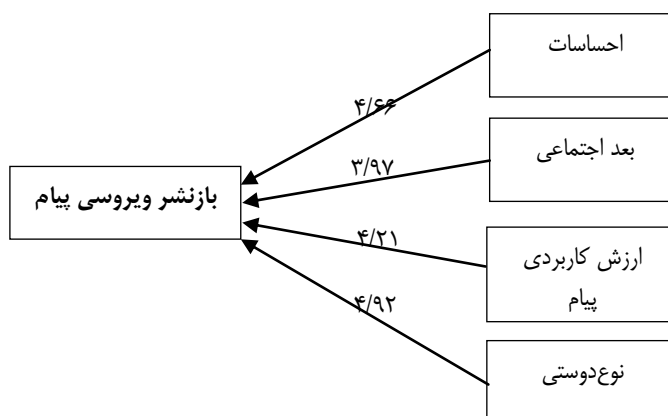 احساسات
۴/۶۶
بعد اجتماعی
۳/۹۷
بازنشر ویروسی پیام
ارزش کاربردی
پیام
۴/۲۱
نوع‌دوستی
۴/۹۲